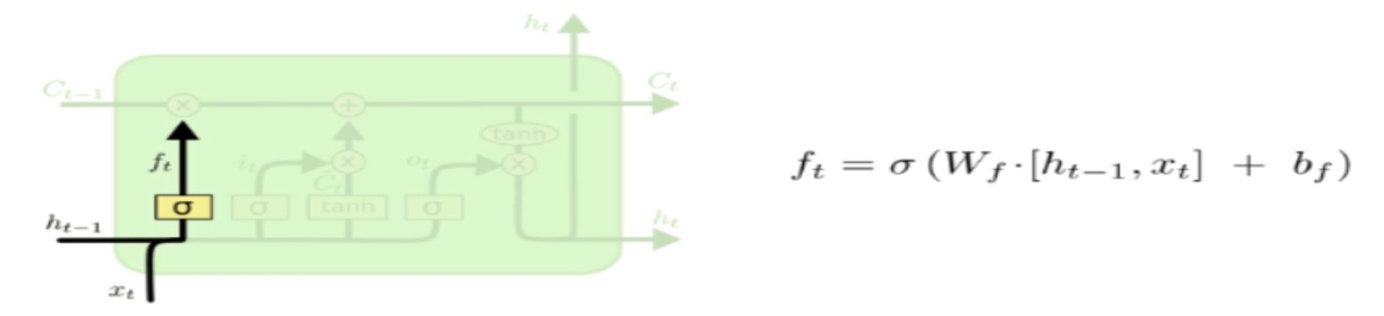 h_t
C_{t-1}
C_t
× +
tanh
f_t i_t × o_t ×
C̃_t
σ σ tanh σ
h_{t-1}
h_t
x_t
f_t = σ (W_f · [h_{t-1}, x_t] + b_f)